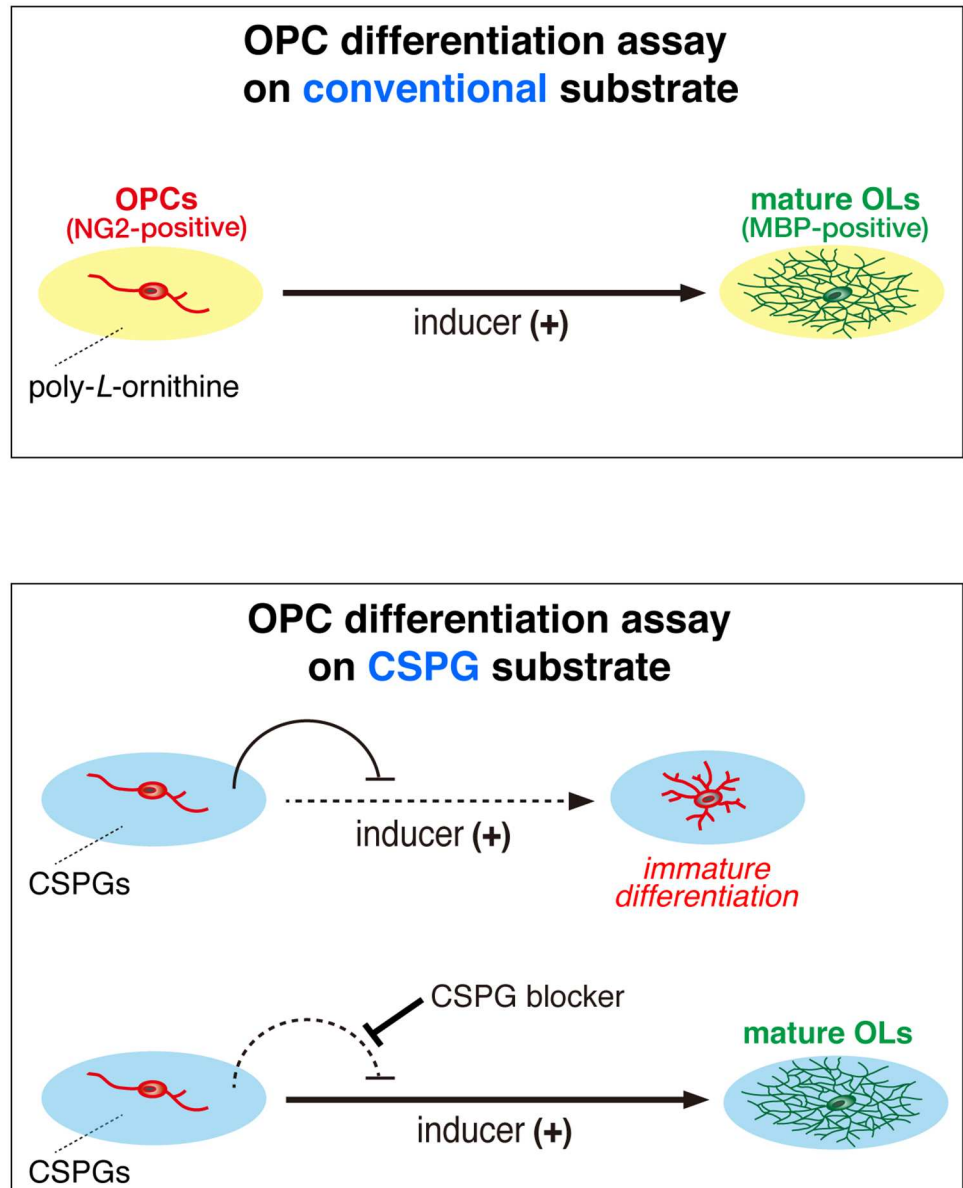 OPC differentiation assay
on conventional substrate
OPCs
(NG2-positive)
mature OLs
(MBP-positive)
inducer (+)
poly-L-ornithine
OPC differentiation assay
on CSPG substrate
inducer (+)
CSPGs
immature
differentiation
CSPG blocker
mature OLs
inducer (+)
CSPGs